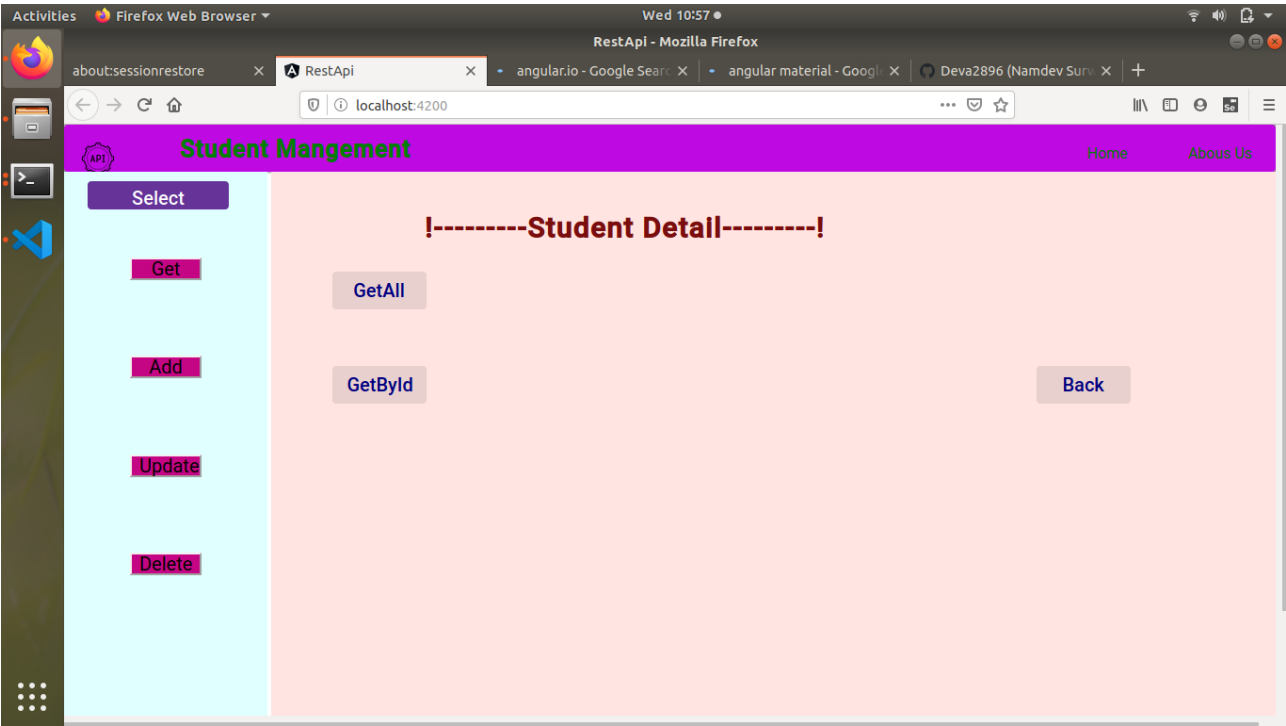 Activities Firefox Web Browser Wed 10:57
RestApi - Mozilla Firefox
about:sessionrestore RestApi angular.io - Google Searc angular material - Googl Deva2896 (Namdev Surw
localhost:4200 Se
API Student Mangement Home Abous Us
Select
!---------Student Detail---------!
Get
GetAll
Add
GetById Back
Update
Delete